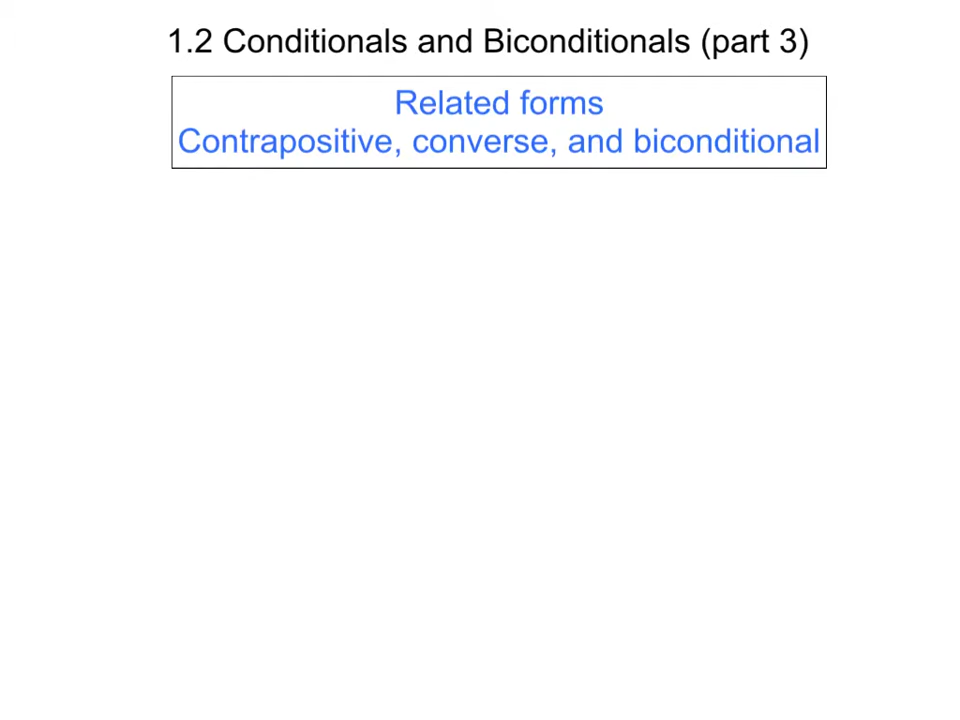 1.2 Conditionals and Biconditionals (part 3)
Related forms
Contrapositive, converse, and biconditional